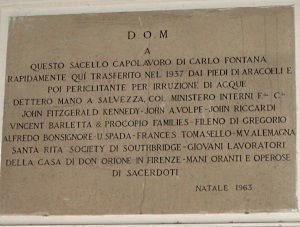 D O M
A
QUESTO SACELLO CAPOLAVORO DI CARLO FONTANA
RAPIDAMENTE QUI TRASFERITO NEL 1937 DAI PIEDI DI ARACOELI E
POI PERICLITANTE PER IRRUZIONE DI ACQUE
DETTERO MANO A SALVEZZA, COL MINISTERO INTERNI F.E C.
JOHN FITZGERALD KENNEDY - JOHN A. VOLPE - JOHN RICCARDI
VINCENT BARLETTA & PROCOPIO FAMILIES - FILENO DI GREGORIO
ALFREDO BONSIGNORE - U. SPADA - FRANCES TOMASELLO - M.V. ALEMAGNA
SANTA RITA SOCIETY OF SOUTHBRIDGE - GIOVANI LAVORATORI
DELLA CASA DI DON ORIONE IN FIRENZE - MANI ORANTI E OPEROSE
DI SACERDOTI
NATALE 1963